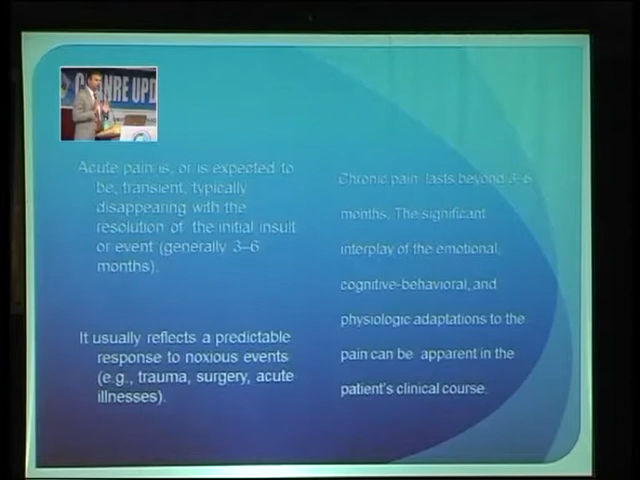 Acute pain is, or is expected to
be, transient, typically
disappearing with the
resolution of the initial insult
or event (generally 3–6
months).
It usually reflects a predictable
response to noxious events
(e.g., trauma, surgery, acute
illnesses).
Chronic pain lasts beyond 3–6
months. The significant
interplay of the emotional,
cognitive-behavioral, and
physiologic adaptations to the
pain can be apparent in the
patient's clinical course.